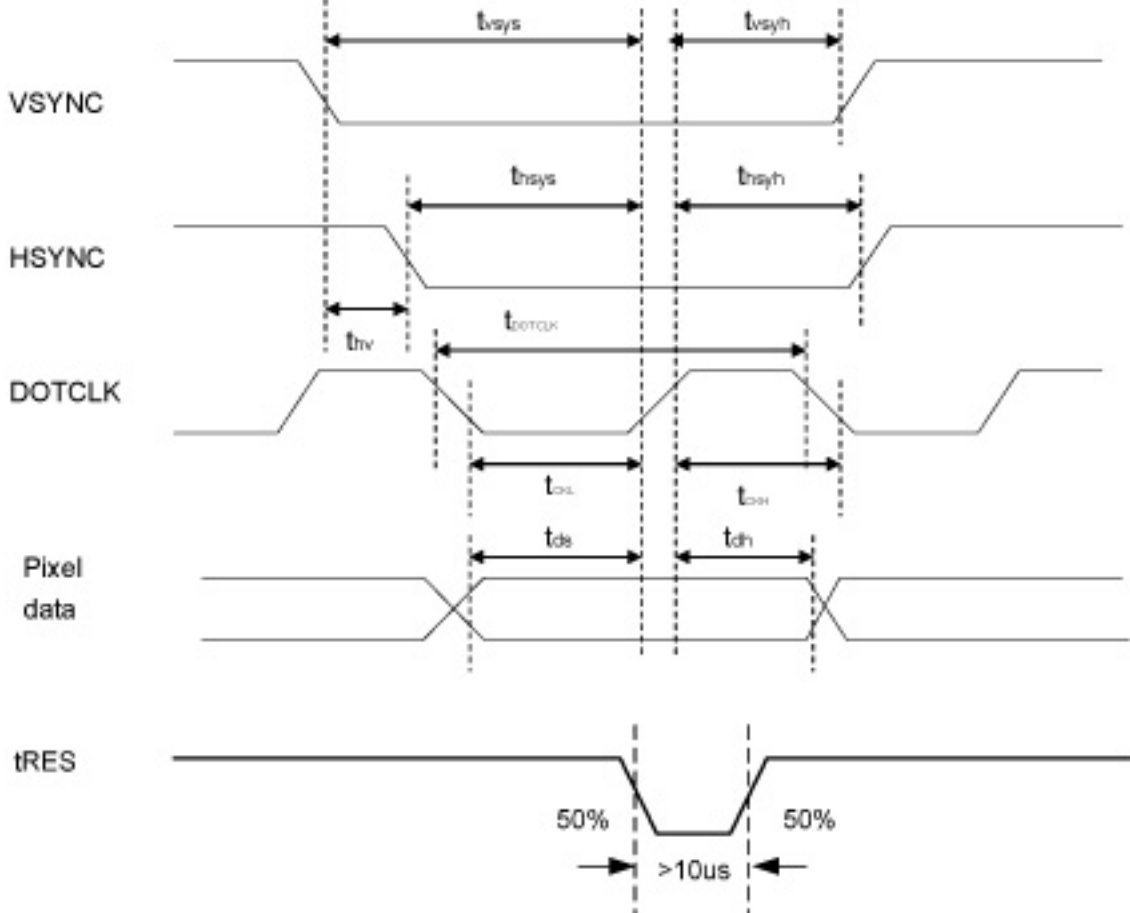 tvsys tvsyh
VSYNC
thsys thsyh
HSYNC
thv tDOTCLK
DOTCLK
tCKL tCKH
tds tdh
Pixel
data
tRES
50% 50%
>10us